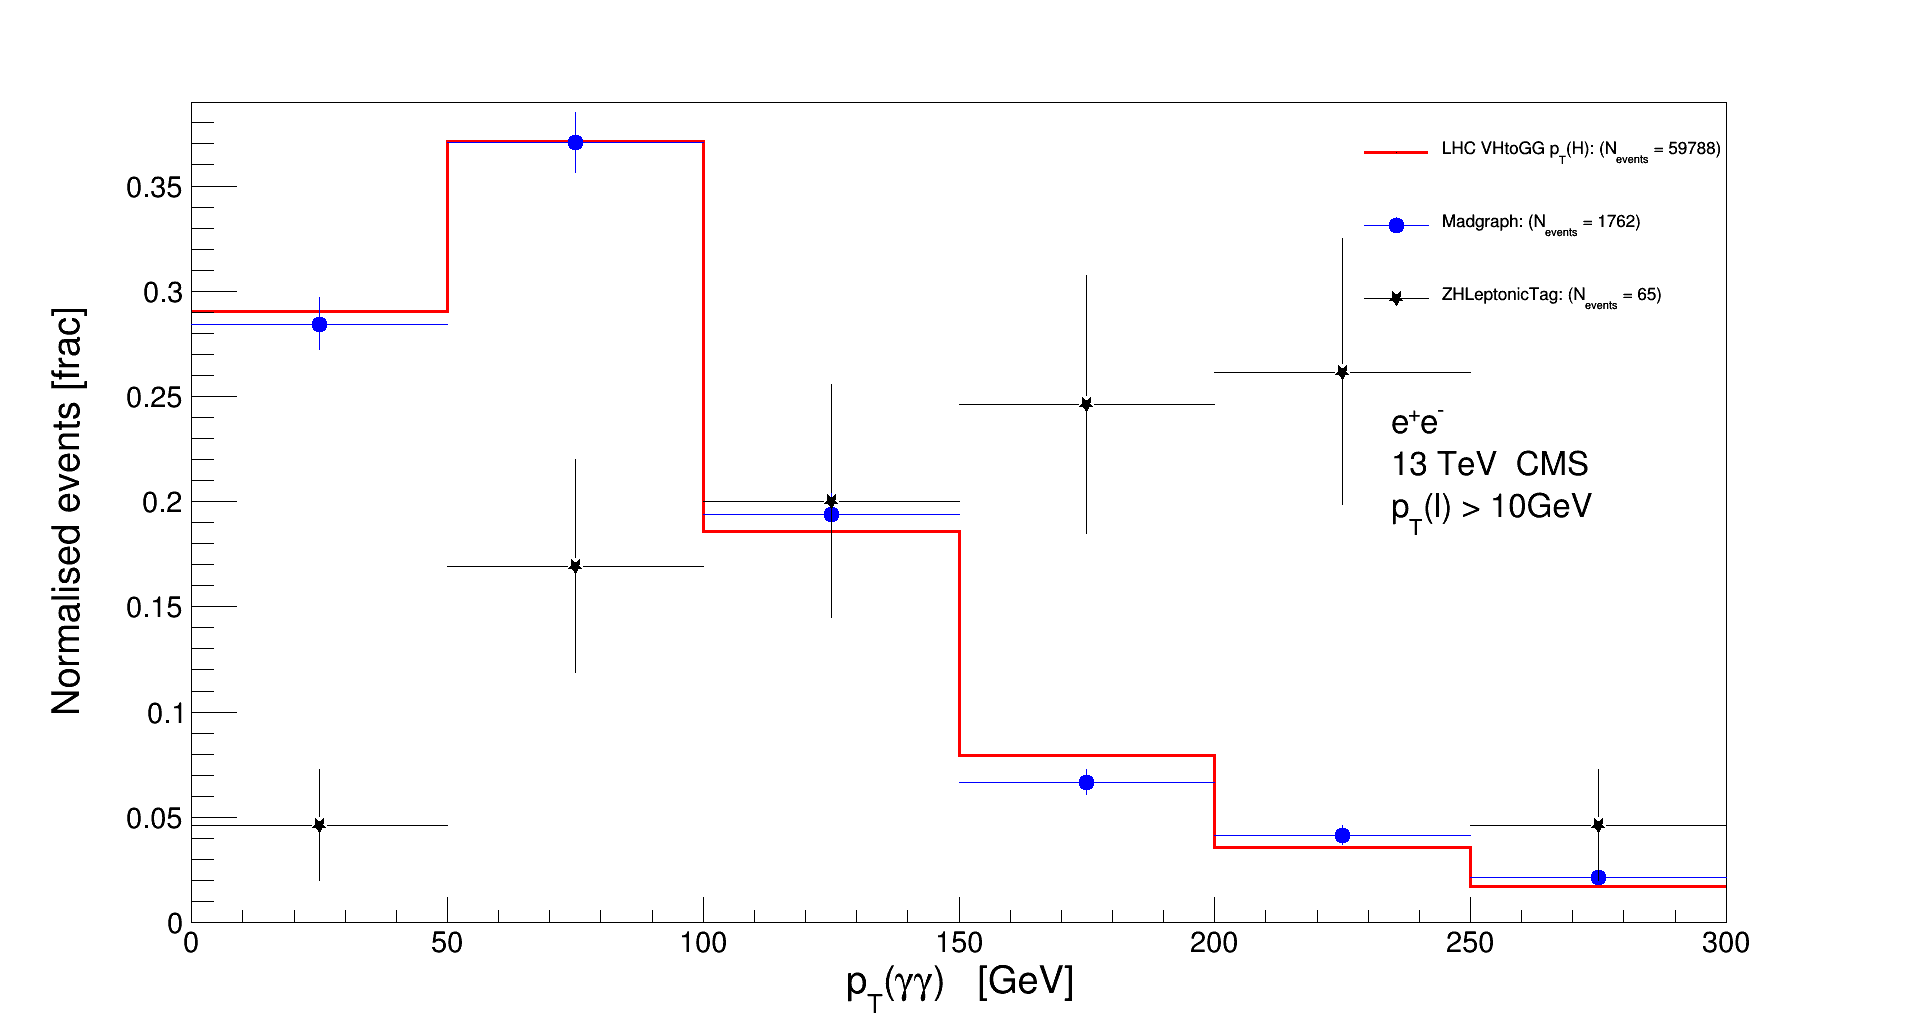 Normalised events [frac]
0.35
0.3
0.25
0.2
0.15
0.1
0.05
0
0 50 100 150 200 250 300
p_T(γγ) [GeV]
LHC VHtoGG p_T(H): (N_events = 59788)
Madgraph: (N_events = 1762)
ZHLeptonicTag: (N_events = 65)
e⁺e⁻
13 TeV CMS
p_T(l) > 10GeV